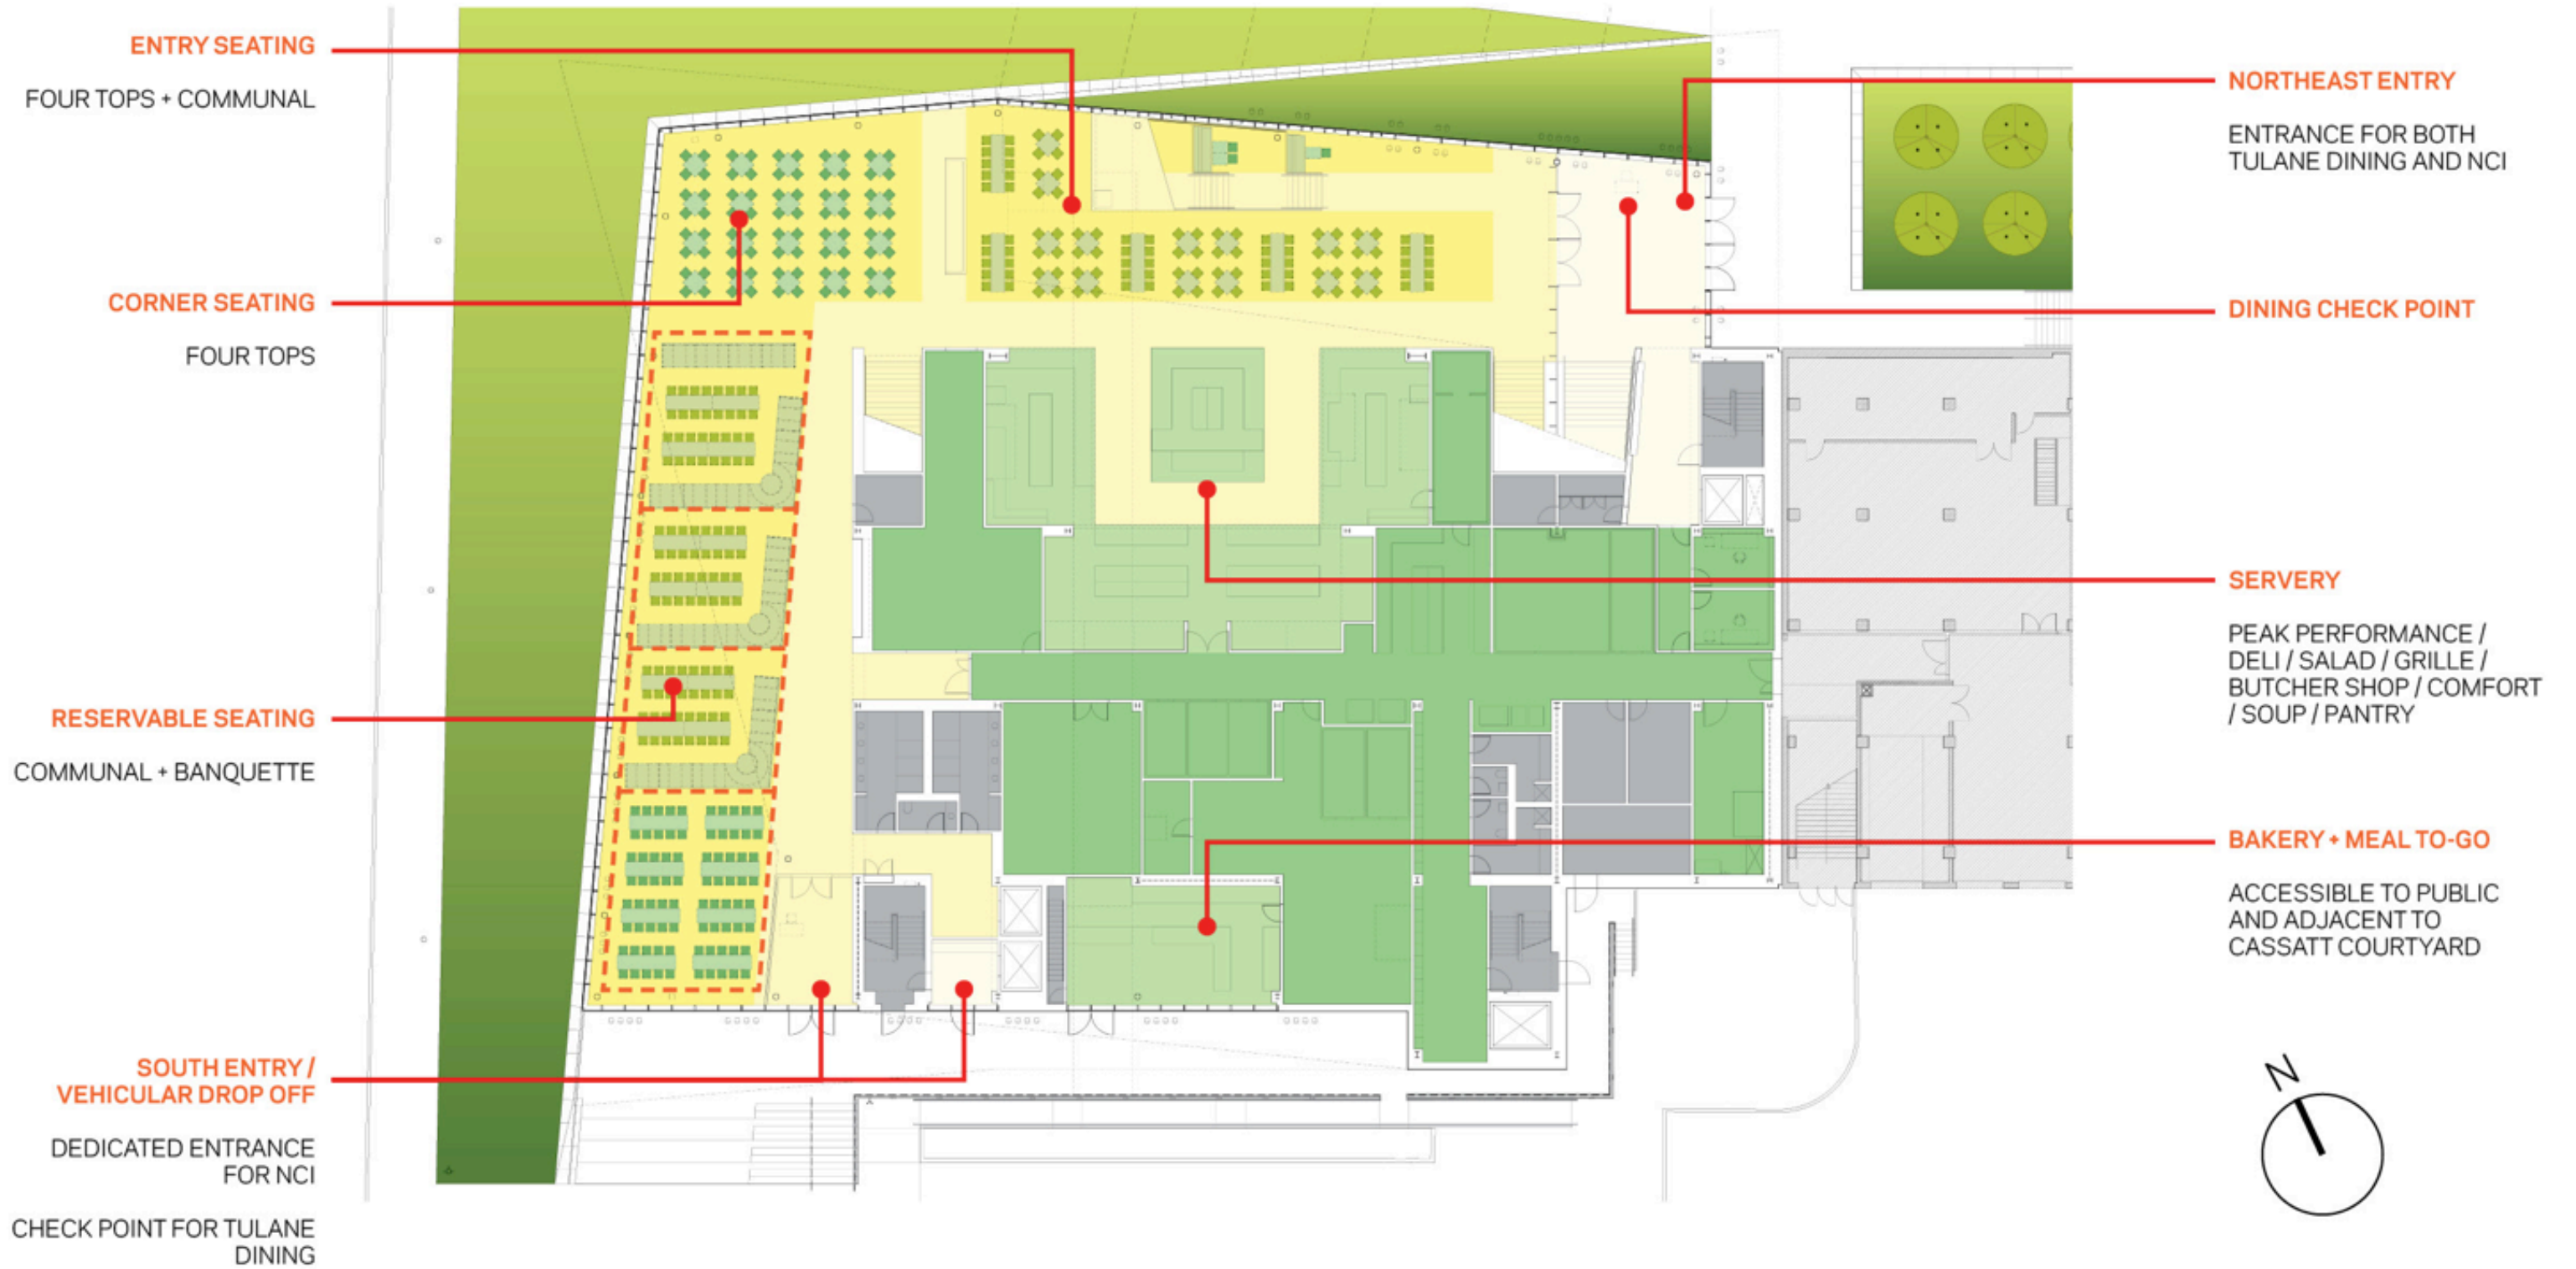 ENTRY SEATING
FOUR TOPS + COMMUNAL
CORNER SEATING
FOUR TOPS
RESERVABLE SEATING
COMMUNAL + BANQUETTE
SOUTH ENTRY /
VEHICULAR DROP OFF
DEDICATED ENTRANCE
FOR NCI
CHECK POINT FOR TULANE
DINING
NORTHEAST ENTRY
ENTRANCE FOR BOTH
TULANE DINING AND NCI
DINING CHECK POINT
SERVERY
PEAK PERFORMANCE /
DELI / SALAD / GRILLE /
BUTCHER SHOP / COMFORT
/ SOUP / PANTRY
BAKERY + MEAL TO-GO
ACCESSIBLE TO PUBLIC
AND ADJACENT TO
CASSATT COURTYARD
N